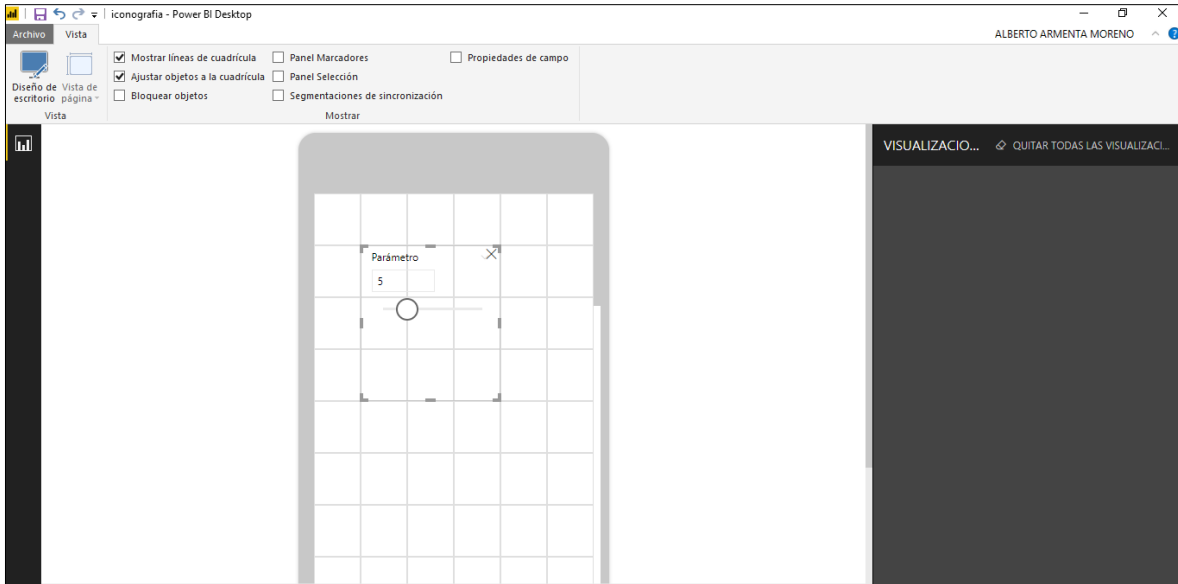 iconografia - Power BI Desktop
Archivo Vista ALBERTO ARMENTA MORENO ?
Mostrar líneas de cuadrícula Panel Marcadores Propiedades de campo
Ajustar objetos a la cuadrícula Panel Selección
Bloquear objetos Segmentaciones de sincronización
Diseño de escritorio
Vista de página
Vista Mostrar
VISUALIZACIO... QUITAR TODAS LAS VISUALIZACI...
Parámetro
5